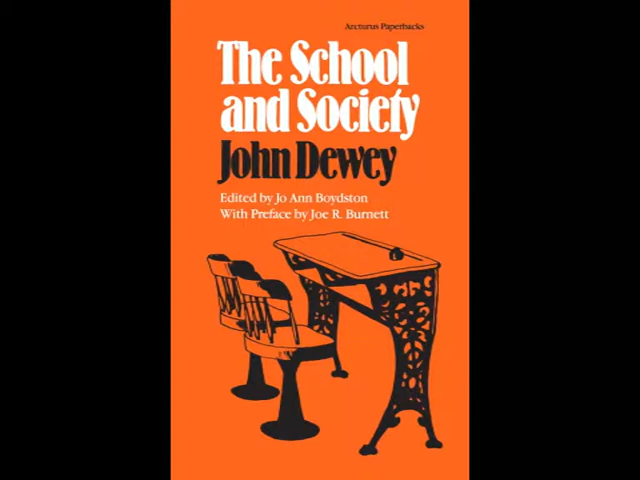 Arcturus Paperbacks
The School
and Society
John Dewey
Edited by Jo Ann Boydston
With Preface by Joe R. Burnett